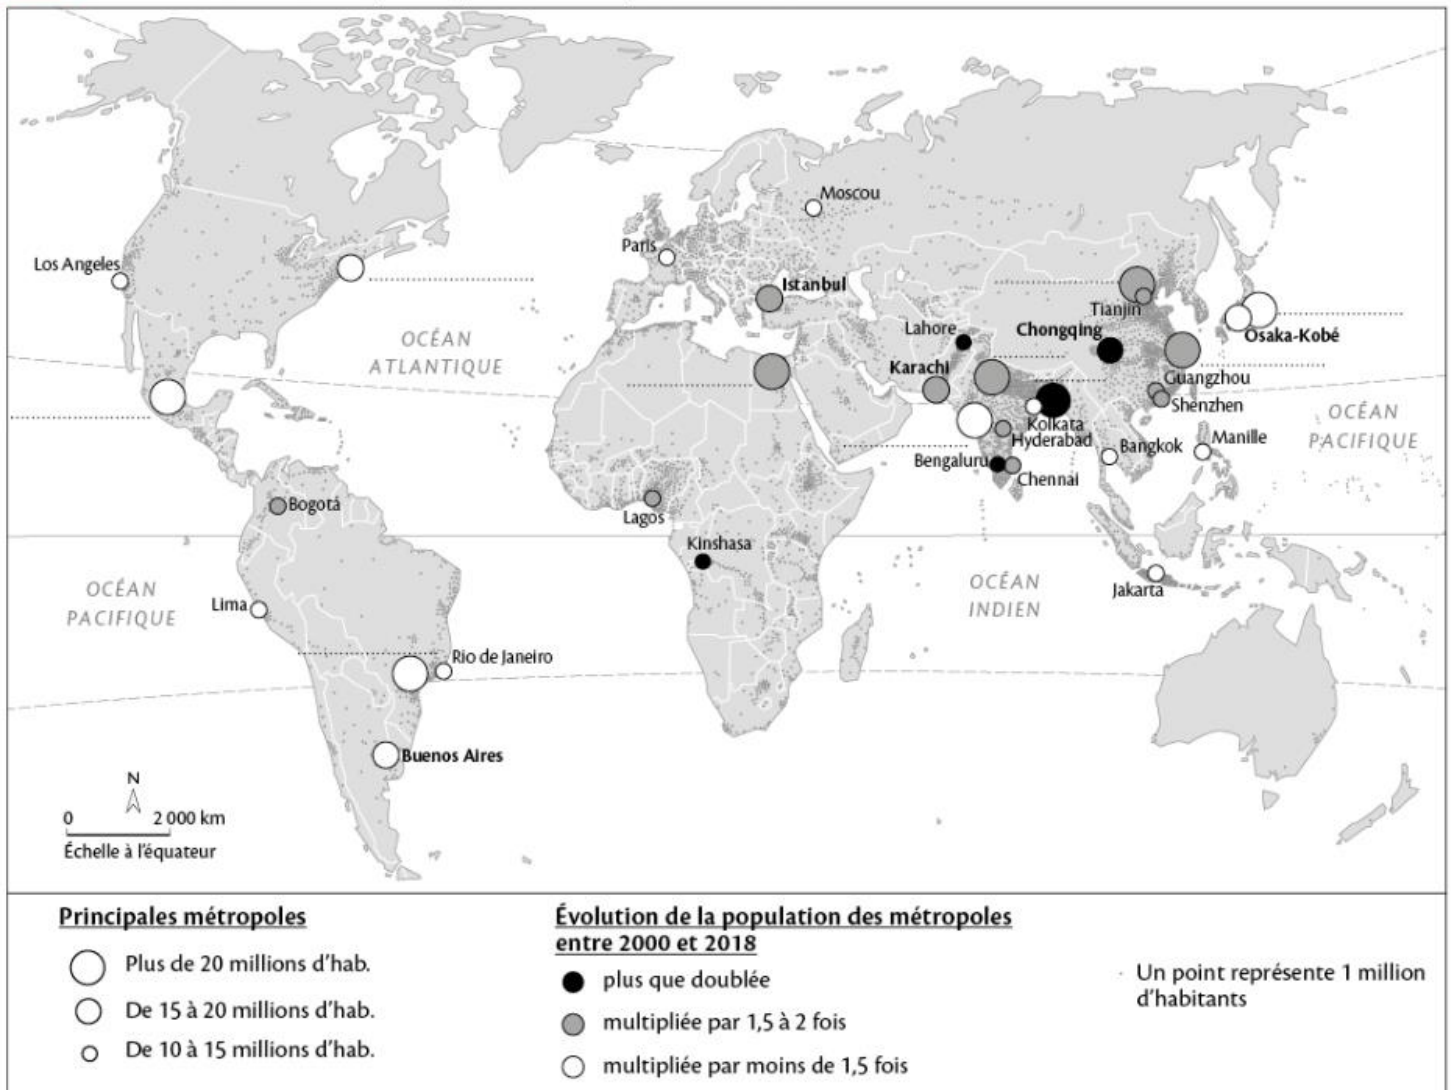 Moscou
Paris
Los Angeles
Istanbul
Tianjin
Lahore
Chongqing
Osaka-Kobé
OCÉAN
ATLANTIQUE
Karachi
Guangzhou
Shenzhen
OCÉAN
PACIFIQUE
Kolkata
Hyderabad
Bangkok
Manille
Bengaluru
Chennai
Bogotá
Lagos
Kinshasa
OCÉAN
PACIFIQUE
Lima
OCÉAN
INDIEN
Jakarta
Rio de Janeiro
Buenos Aires
N
0 2 000 km
Échelle à l'équateur
Principales métropoles
Plus de 20 millions d'hab.
De 15 à 20 millions d'hab.
De 10 à 15 millions d'hab.
Évolution de la population des métropoles
entre 2000 et 2018
plus que doublée
multipliée par 1,5 à 2 fois
multipliée par moins de 1,5 fois
Un point représente 1 million
d'habitants